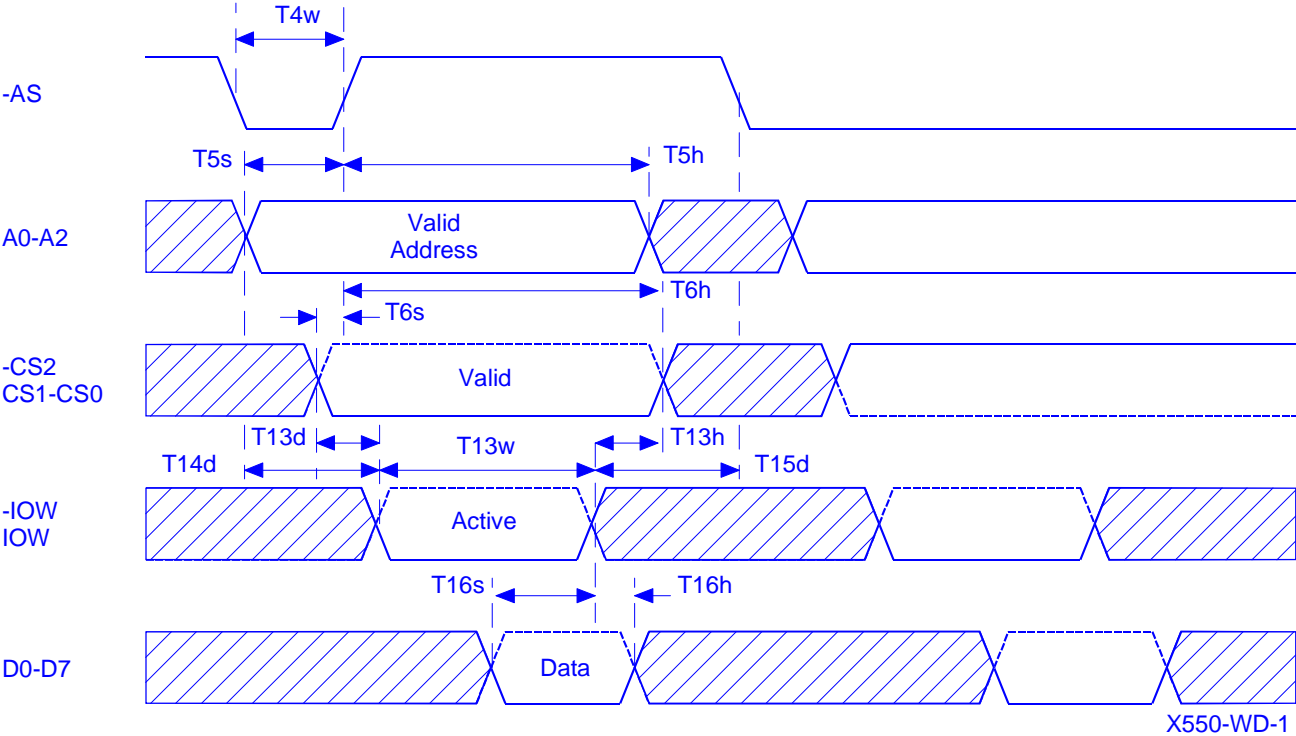 T4w
-AS
T5s
T5h
A0-A2
Valid
Address
T6h
T6s
-CS2
CS1-CS0
Valid
T13d
T13w
T13h
T14d
T15d
-IOW
IOW
Active
T16s
T16h
D0-D7
Data
X550-WD-1